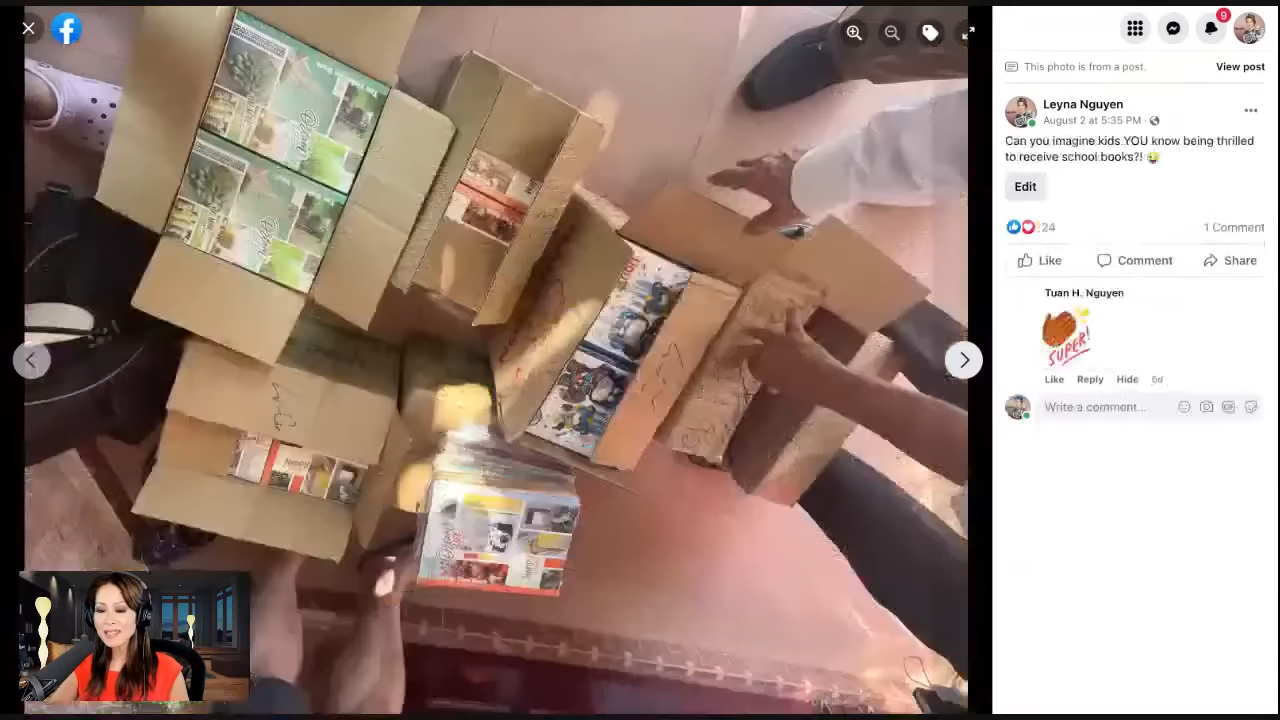 9
This photo is from a post.
View post
Leyna Nguyen
August 2 at 5:35 PM ·
Can you imagine kids YOU know being thrilled
to receive school books?!
Edit
24
1 Comment
Like
Comment
Share
Tuan H. Nguyen
SUPER!
Like
Reply
Hide
6d
Write a comment...